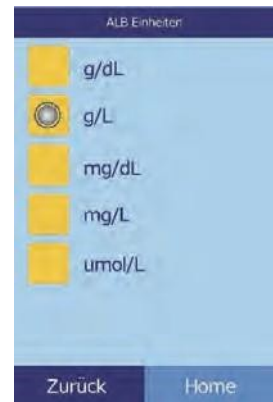 ALB Einheiten
g/dL
g/L
mg/dL
mg/L
umol/L
Zurück Home